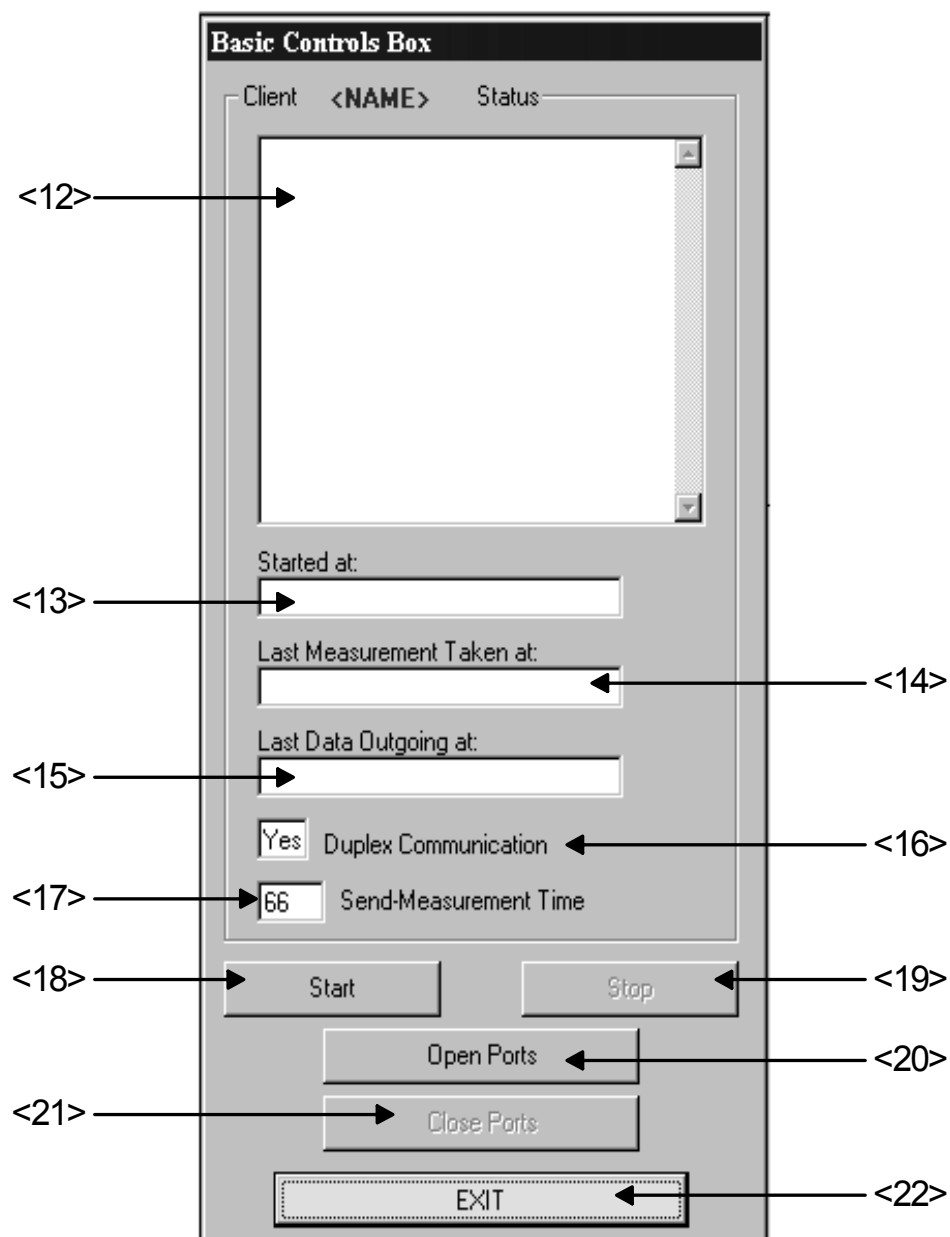 Basic Controls Box
Client <NAME> Status
<12>
Started at:
<13>
Last Measurement Taken at:
<14>
Last Data Outgoing at:
<15>
Yes Duplex Communication <16>
<17> 66 Send-Measurement Time
<18> Start Stop <19>
Open Ports <20>
<21> Close Ports
EXIT <22>